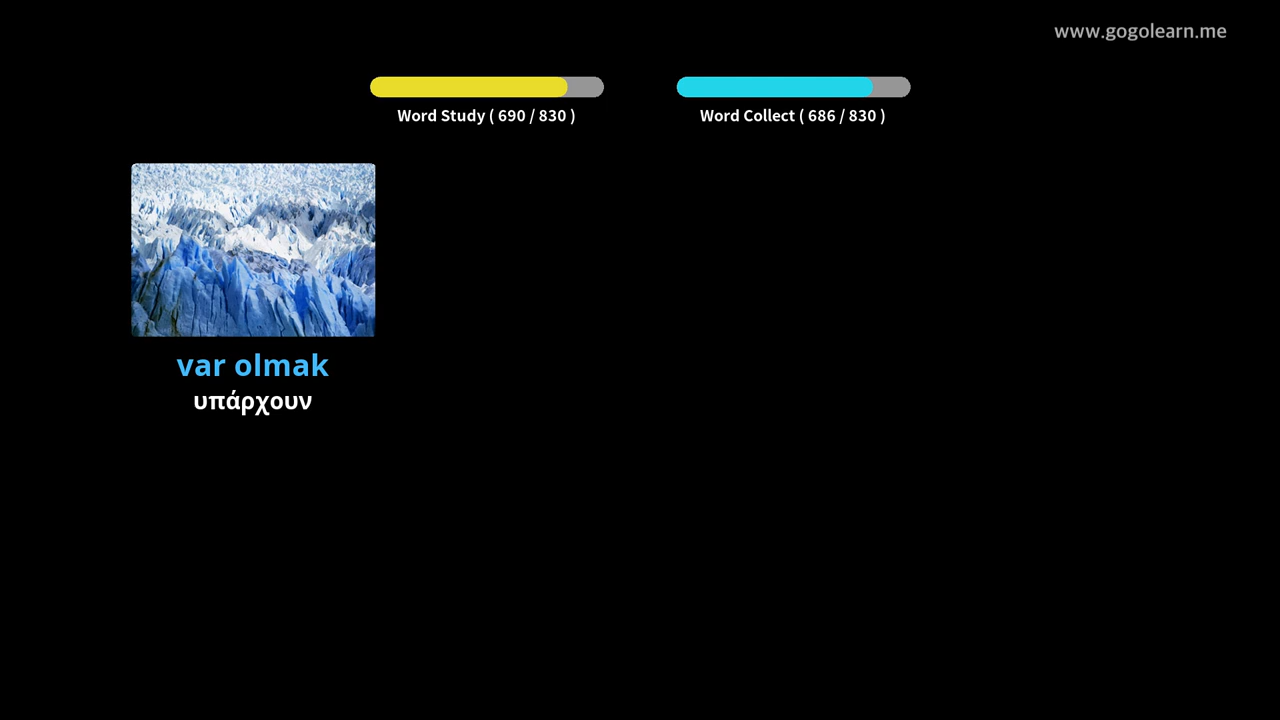 www.gogolearn.me
Word Study ( 690 / 830 )
Word Collect ( 686 / 830 )
var olmak
υπάρχουν